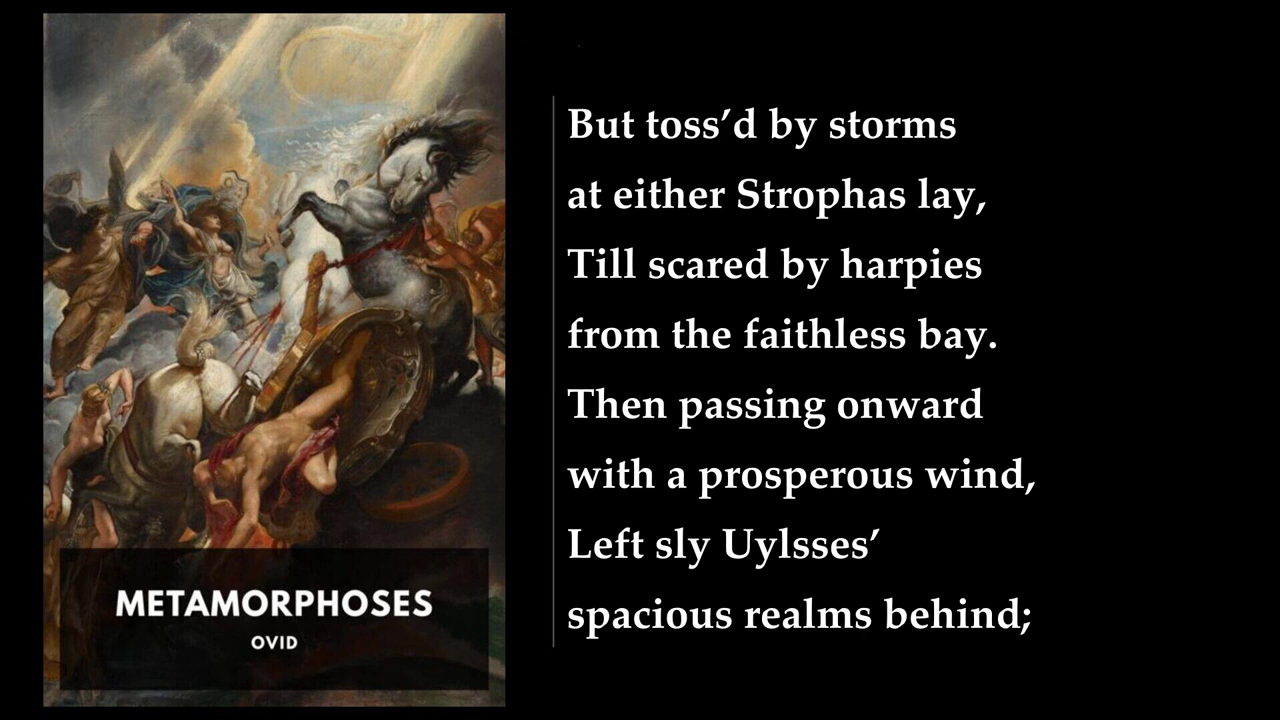 METAMORPHOSES
OVID
But toss’d by storms
at either Strophas lay,
Till scared by harpies
from the faithless bay.
Then passing onward
with a prosperous wind,
Left sly Uylsses’
spacious realms behind;